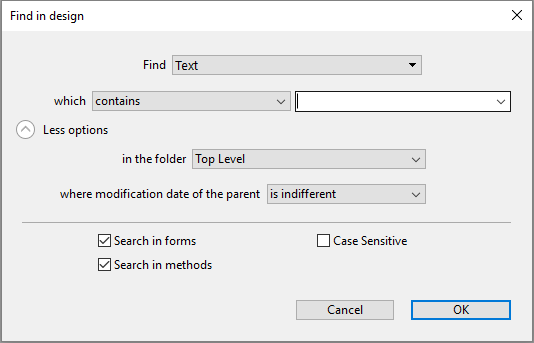 Find in design
Find Text
which contains
Less options
in the folder Top Level
where modification date of the parent is indifferent
Search in forms Case Sensitive
Search in methods
Cancel OK